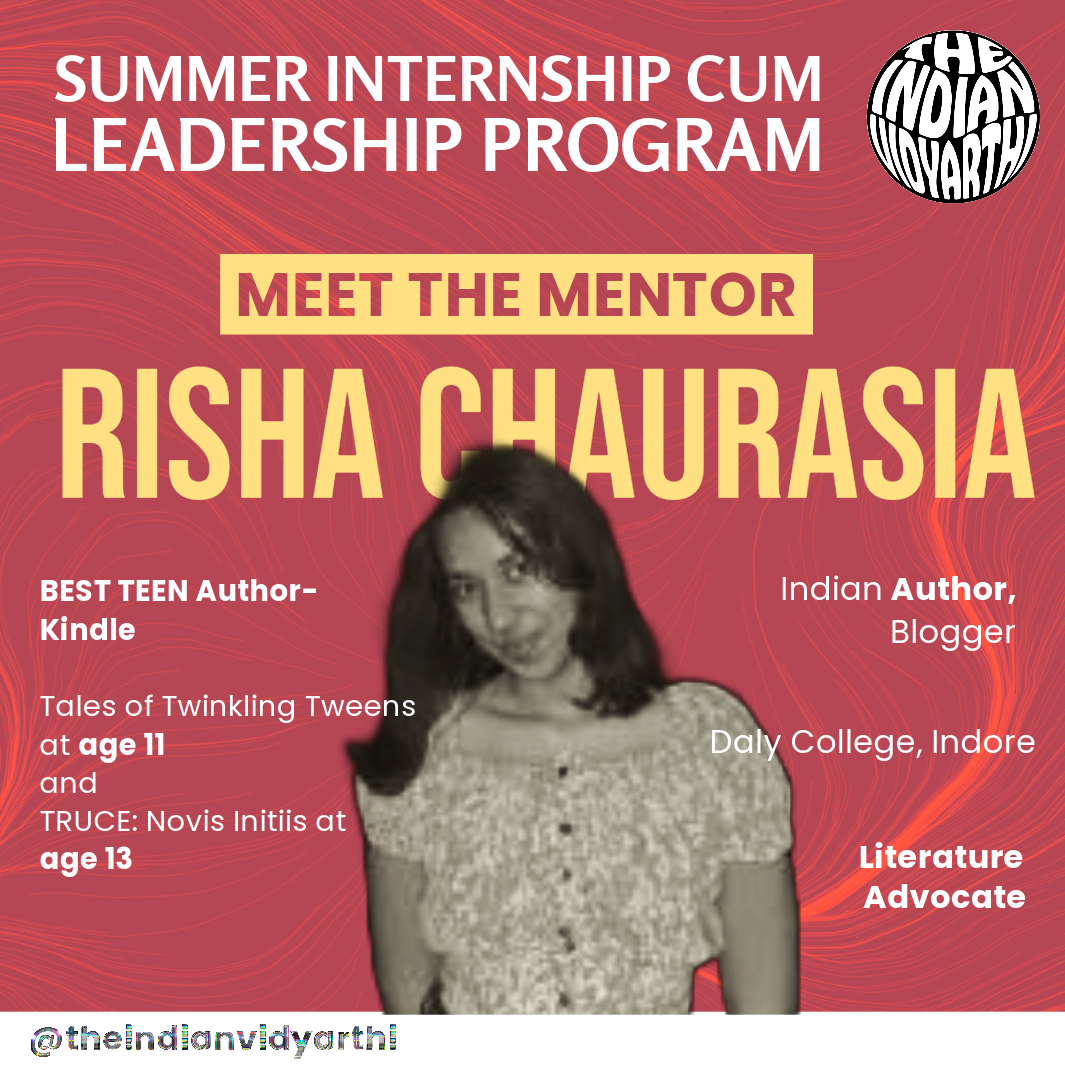 SUMMER INTERNSHIP CUM
LEADERSHIP PROGRAM
THE
INDIAN
VIDYARTHI
MEET THE MENTOR
RISHA CHAURASIA
BEST TEEN Author-
Kindle
Tales of Twinkling Tweens
at age 11
and
TRUCE: Novis Initiis at
age 13
Indian Author,
Blogger
Daly College, Indore
Literature
Advocate
@theindianvidyarthi